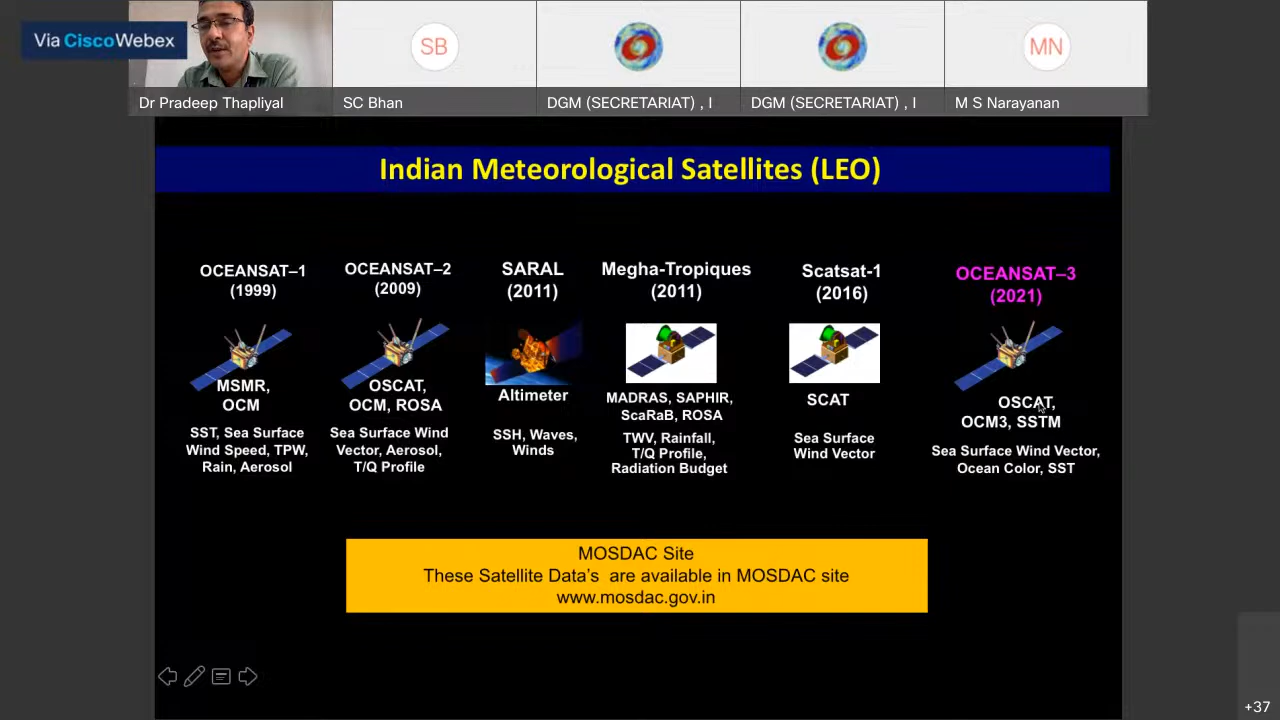 Via CiscoWebex
SB
MN
Dr Pradeep Thapliyal
SC Bhan
DGM (SECRETARIAT) , I
DGM (SECRETARIAT) , I
M S Narayanan
Indian Meteorological Satellites (LEO)
OCEANSAT–1
(1999)
MSMR,
OCM
SST, Sea Surface
Wind Speed, TPW,
Rain, Aerosol
OCEANSAT–2
(2009)
OSCAT,
OCM, ROSA
Sea Surface Wind
Vector, Aerosol,
T/Q Profile
SARAL
(2011)
Altimeter
SSH, Waves,
Winds
Megha-Tropiques
(2011)
MADRAS, SAPHIR,
ScaRaB, ROSA
TWV, Rainfall,
T/Q Profile,
Radiation Budget
Scatsat-1
(2016)
SCAT
Sea Surface
Wind Vector
OCEANSAT–3
(2021)
OSCAT,
OCM3, SSTM
Sea Surface Wind Vector,
Ocean Color, SST
MOSDAC Site
These Satellite Data’s are available in MOSDAC site
www.mosdac.gov.in
+37